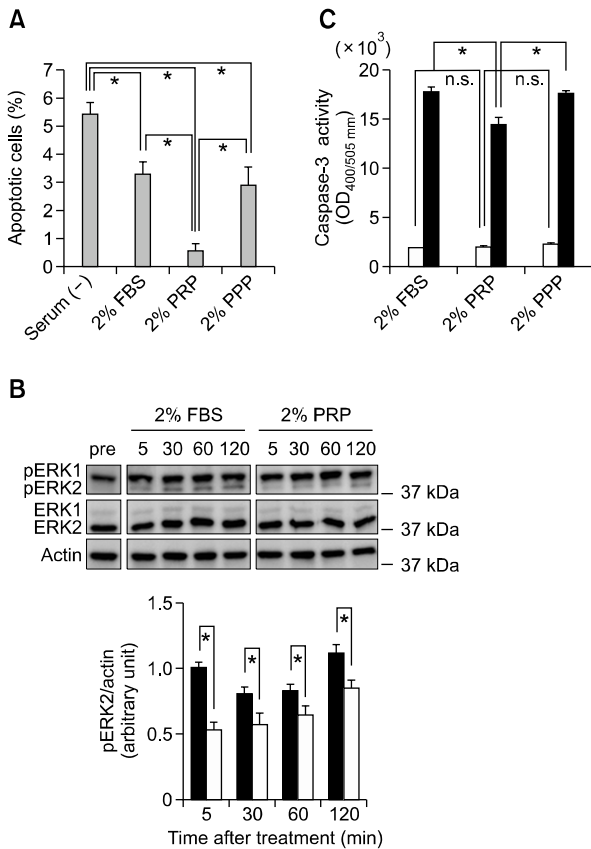 A
Apoptotic cells (%)
7
6
5
4
3
2
1
0
*
*
*
*
*
Serum (−)
2% FBS
2% PRP
2% PPP
C
(×10³)
Caspase-3 activity
(OD400/505 mm)
20
15
10
5
0
*
*
n.s.
n.s.
2% FBS
2% PRP
2% PPP
B
2% FBS
2% PRP
pre
5 30 60 120
5 30 60 120
pERK1
pERK2
37 kDa
ERK1
ERK2
37 kDa
Actin
37 kDa
pERK2/actin
(arbitrary unit)
1.5
1.0
0.5
0
*
*
*
*
5 30 60 120
Time after treatment (min)